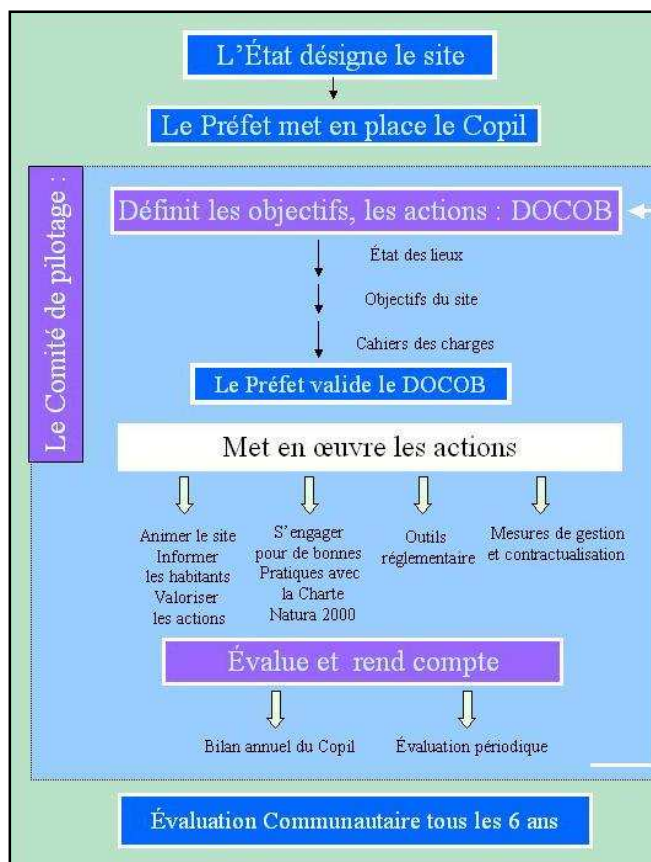 L'État désigne le site
Le Préfet met en place le Copil
Le Comité de pilotage :
Définit les objectifs, les actions : DOCOB
État des lieux
Objectifs du site
Cahiers des charges
Le Préfet valide le DOCOB
Met en œuvre les actions
Animer le site
Informer
les habitants
Valoriser
les actions
S'engager
pour de bonnes
Pratiques avec
la Charte
Natura 2000
Outils
réglementaire
Mesures de gestion
et contractualisation
Évalue et rend compte
Bilan annuel du Copil
Évaluation périodique
Évaluation Communautaire tous les 6 ans